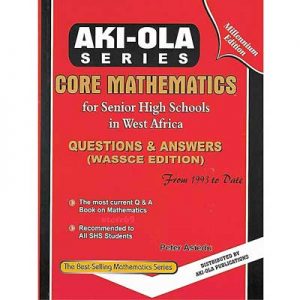 AKI-OLA
SERIES
Millennium
Edition
CORE MATHEMATICS
for Senior High Schools
in West Africa
QUESTIONS & ANSWERS
(WASSCE EDITION)
From 1993 to Date
The most current Q & A
Book on Mathematics
Recommended to
All SHS Students
Peter Asiedu
The Best-Selling Mathematics Series
DISTRIBUTED BY
AKI-OLA PUBLICATIONS